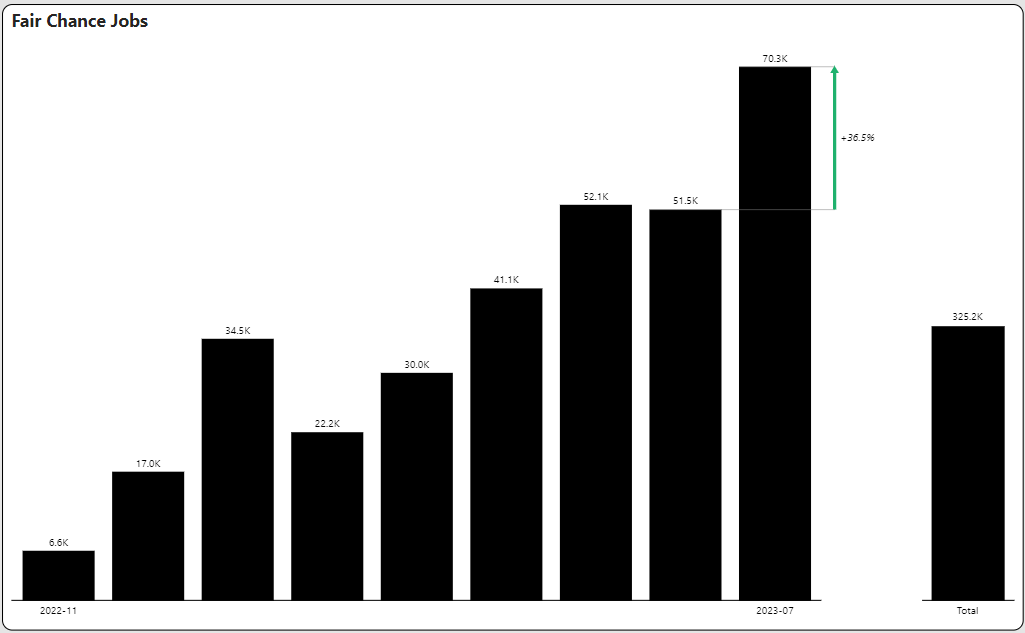 Fair Chance Jobs
70.3K
+36.5%
52.1K
51.5K
41.1K
325.2K
34.5K
30.0K
22.2K
17.0K
6.6K
2022-11
2023-07
Total